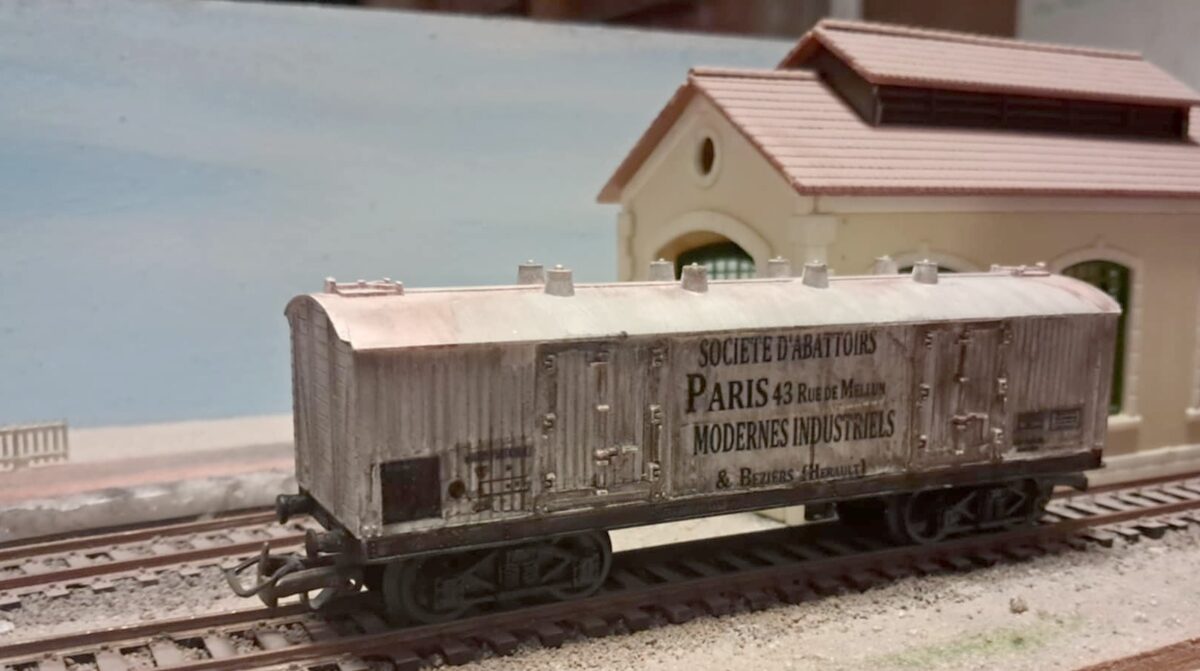 SOCIETE D'ABATTOIRS
PARIS 43 RUE DE MELUN
MODERNES INDUSTRIELS
& BEZIERS (HERAULT)